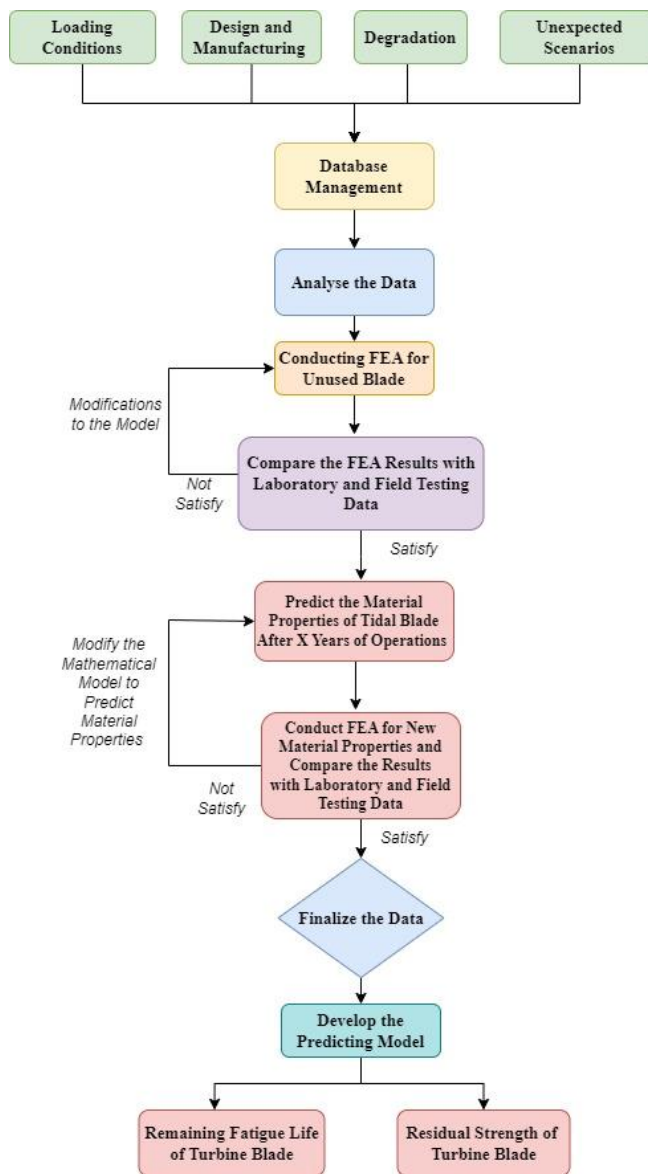 Loading
Conditions
Design and
Manufacturing
Degradation
Unexpected
Scenarios
Database
Management
Analyse the Data
Conducting FEA for
Unused Blade
Modifications
to the Model
Compare the FEA Results with
Laboratory and Field Testing
Data
Not
Satisfy
Satisfy
Predict the Material
Properties of Tidal Blade
After X Years of Operations
Modify the
Mathematical
Model to
Predict
Material
Properties
Conduct FEA for New
Material Properties and
Compare the Results
with Laboratory and Field
Testing Data
Not
Satisfy
Satisfy
Finalize the Data
Develop the
Predicting Model
Remaining Fatigue Life
of Turbine Blade
Residual Strength of
Turbine Blade